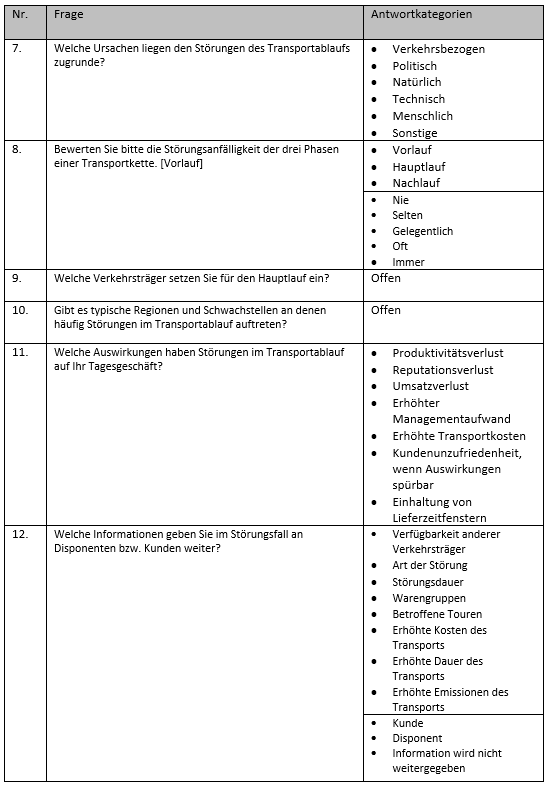 Nr. Frage Antwortkategorien
7. Welche Ursachen liegen den Störungen des Transportablaufs
zugrunde?
• Verkehrsbezogen
• Politisch
• Natürlich
• Technisch
• Menschlich
• Sonstige
8. Bewerten Sie bitte die Störungsanfälligkeit der drei Phasen
einer Transportkette. [Vorlauf]
• Vorlauf
• Hauptlauf
• Nachlauf
• Nie
• Selten
• Gelegentlich
• Oft
• Immer
9. Welche Verkehrsträger setzen Sie für den Hauptlauf ein? Offen
10. Gibt es typische Regionen und Schwachstellen an denen
häufig Störungen im Transportablauf auftreten?
Offen
11. Welche Auswirkungen haben Störungen im Transportablauf
auf Ihr Tagesgeschäft?
• Produktivitätsverlust
• Reputationsverlust
• Umsatzverlust
• Erhöhter
Managementaufwand
• Erhöhte Transportkosten
• Kundenunzufriedenheit,
wenn Auswirkungen
spürbar
• Einhaltung von
Lieferzeitfenstern
12. Welche Informationen geben Sie im Störungsfall an
Disponenten bzw. Kunden weiter?
• Verfügbarkeit anderer
Verkehrsträger
• Art der Störung
• Störungsdauer
• Warengruppen
• Betroffene Touren
• Erhöhte Kosten des
Transports
• Erhöhte Dauer des
Transports
• Erhöhte Emissionen des
Transports
• Kunde
• Disponent
• Information wird nicht
weitergegeben